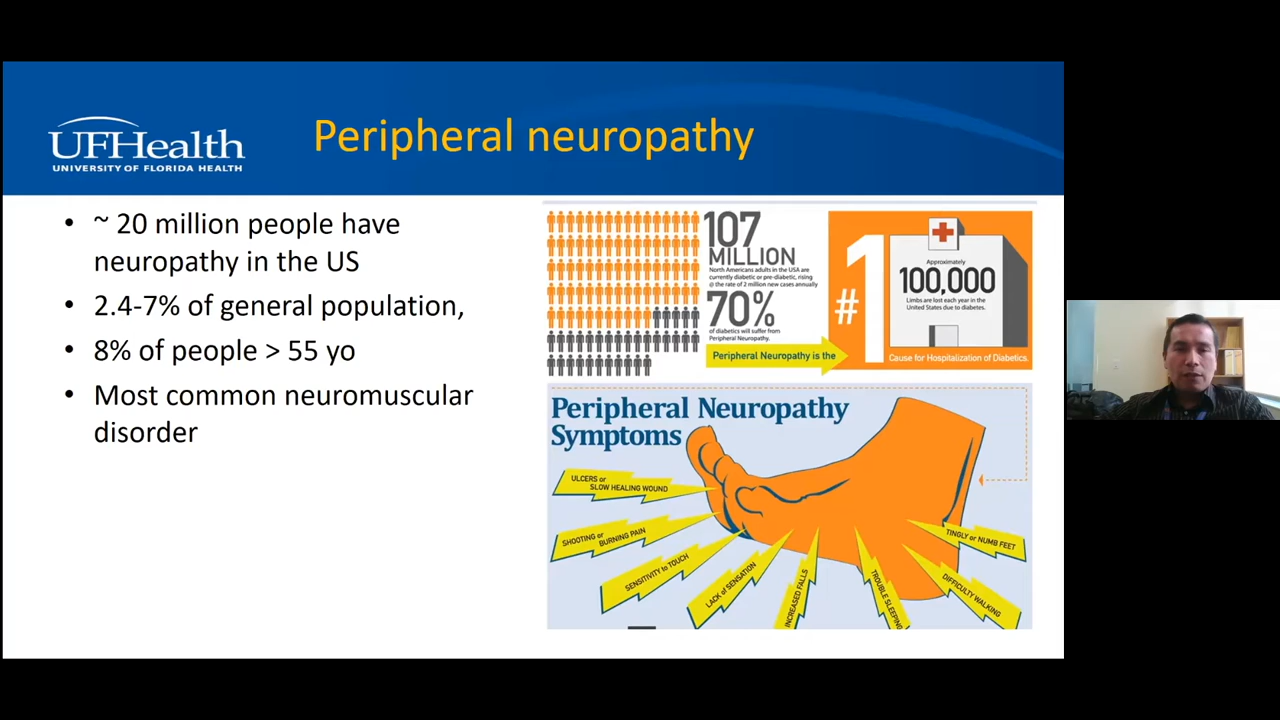 UFHealth
UNIVERSITY OF FLORIDA HEALTH
Peripheral neuropathy
• ~ 20 million people have
neuropathy in the US
• 2.4-7% of general population,
• 8% of people > 55 yo
• Most common neuromuscular
disorder
107
MILLION
North Americans adults in the USA are
currently diabetic or pre-diabetic, rising
@ the rate of 2 million new cases annually
70%
of diabetics will suffer from
Peripheral Neuropathy.
Peripheral Neuropathy is the
#1
Approximately
100,000
Limbs are lost each year in the
United States due to diabetes.
Cause for Hospitalization of Diabetics.
Peripheral Neuropathy
Symptoms
ULCERS or
SLOW HEALING WOUND
SHOOTING or
BURNING PAIN
SENSITIVITY to TOUCH
LACK of SENSATION
INCREASED FALLS
TROUBLE SLEEPING
DIFFICULTY WALKING
TINGLY or NUMB FEET